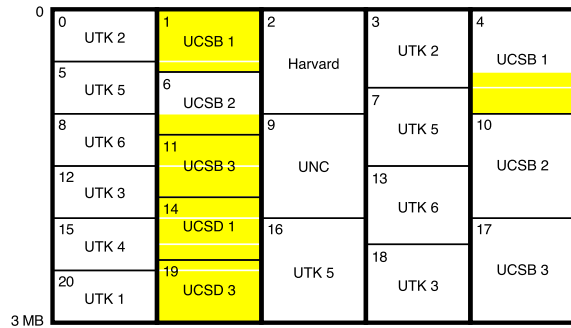 0
0
UTK 2
5
UTK 5
8
UTK 6
12
UTK 3
15
UTK 4
20
UTK 1
3 MB
1
UCSB 1
6
UCSB 2
11
UCSB 3
14
UCSD 1
19
UCSD 3
2
Harvard
9
UNC
16
UTK 5
3
UTK 2
7
UTK 5
13
UTK 6
18
UTK 3
4
UCSB 1
10
UCSB 2
17
UCSB 3